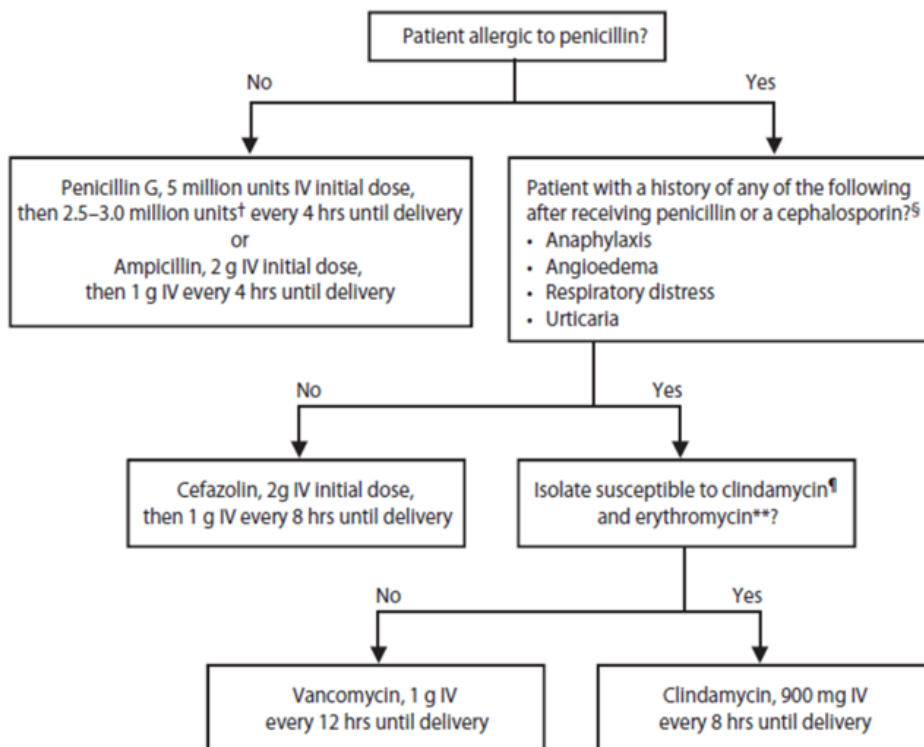 Patient allergic to penicillin?
No
Yes
Penicillin G, 5 million units IV initial dose,
then 2.5–3.0 million units† every 4 hrs until delivery
or
Ampicillin, 2 g IV initial dose,
then 1 g IV every 4 hrs until delivery
Patient with a history of any of the following
after receiving penicillin or a cephalosporin?§
• Anaphylaxis
• Angioedema
• Respiratory distress
• Urticaria
No
Yes
Cefazolin, 2g IV initial dose,
then 1 g IV every 8 hrs until delivery
Isolate susceptible to clindamycin¶
and erythromycin**?
No
Yes
Vancomycin, 1 g IV
every 12 hrs until delivery
Clindamycin, 900 mg IV
every 8 hrs until delivery